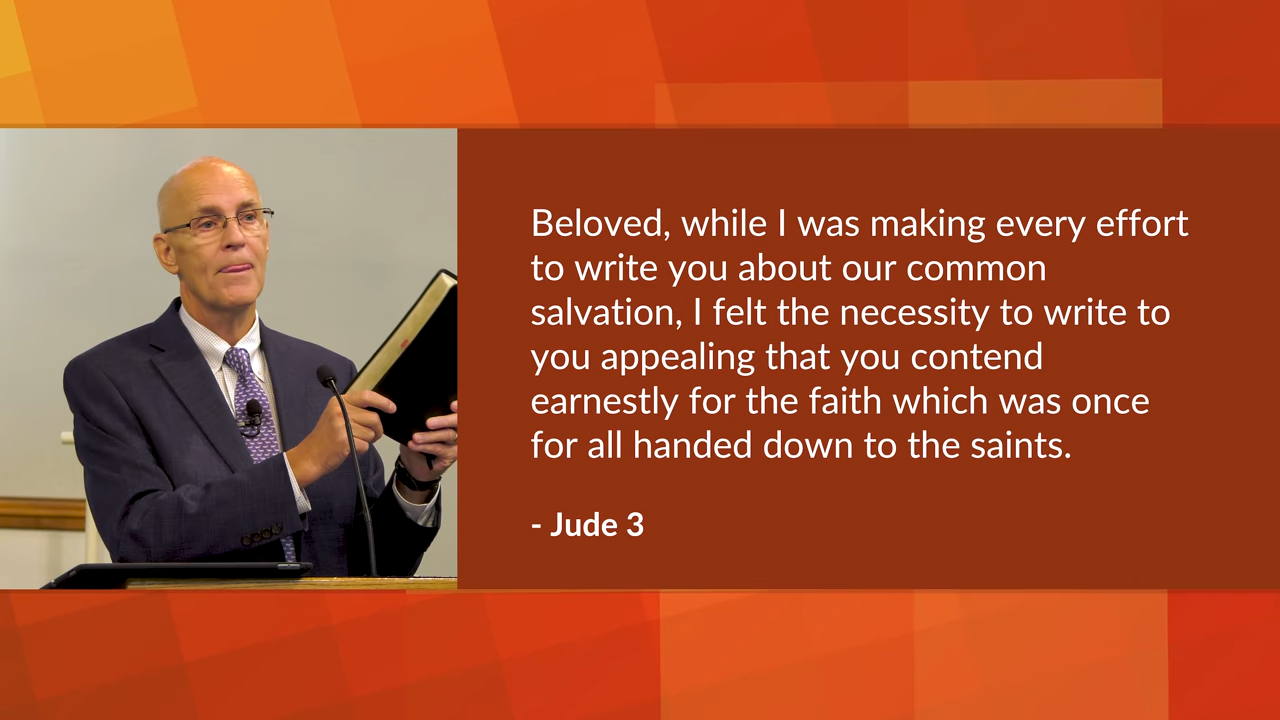 Beloved, while I was making every effort
to write you about our common
salvation, I felt the necessity to write to
you appealing that you contend
earnestly for the faith which was once
for all handed down to the saints.
- Jude 3